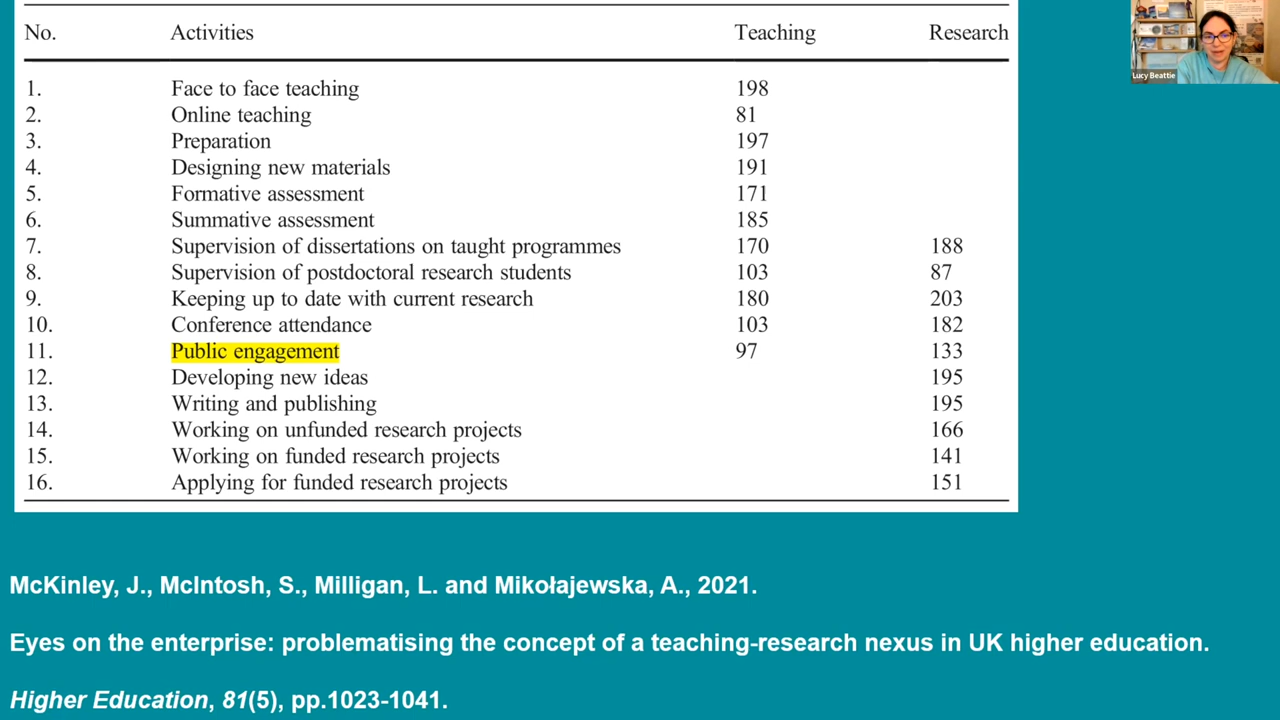 No. Activities Teaching Research
1. Face to face teaching 198
2. Online teaching 81
3. Preparation 197
4. Designing new materials 191
5. Formative assessment 171
6. Summative assessment 185
7. Supervision of dissertations on taught programmes 170 188
8. Supervision of postdoctoral research students 103 87
9. Keeping up to date with current research 180 203
10. Conference attendance 103 182
11. Public engagement 97 133
12. Developing new ideas 195
13. Writing and publishing 195
14. Working on unfunded research projects 166
15. Working on funded research projects 141
16. Applying for funded research projects 151
Lucy Beattie
McKinley, J., McIntosh, S., Milligan, L. and Mikołajewska, A., 2021.
Eyes on the enterprise: problematising the concept of a teaching-research nexus in UK higher education.
Higher Education, 81(5), pp.1023-1041.